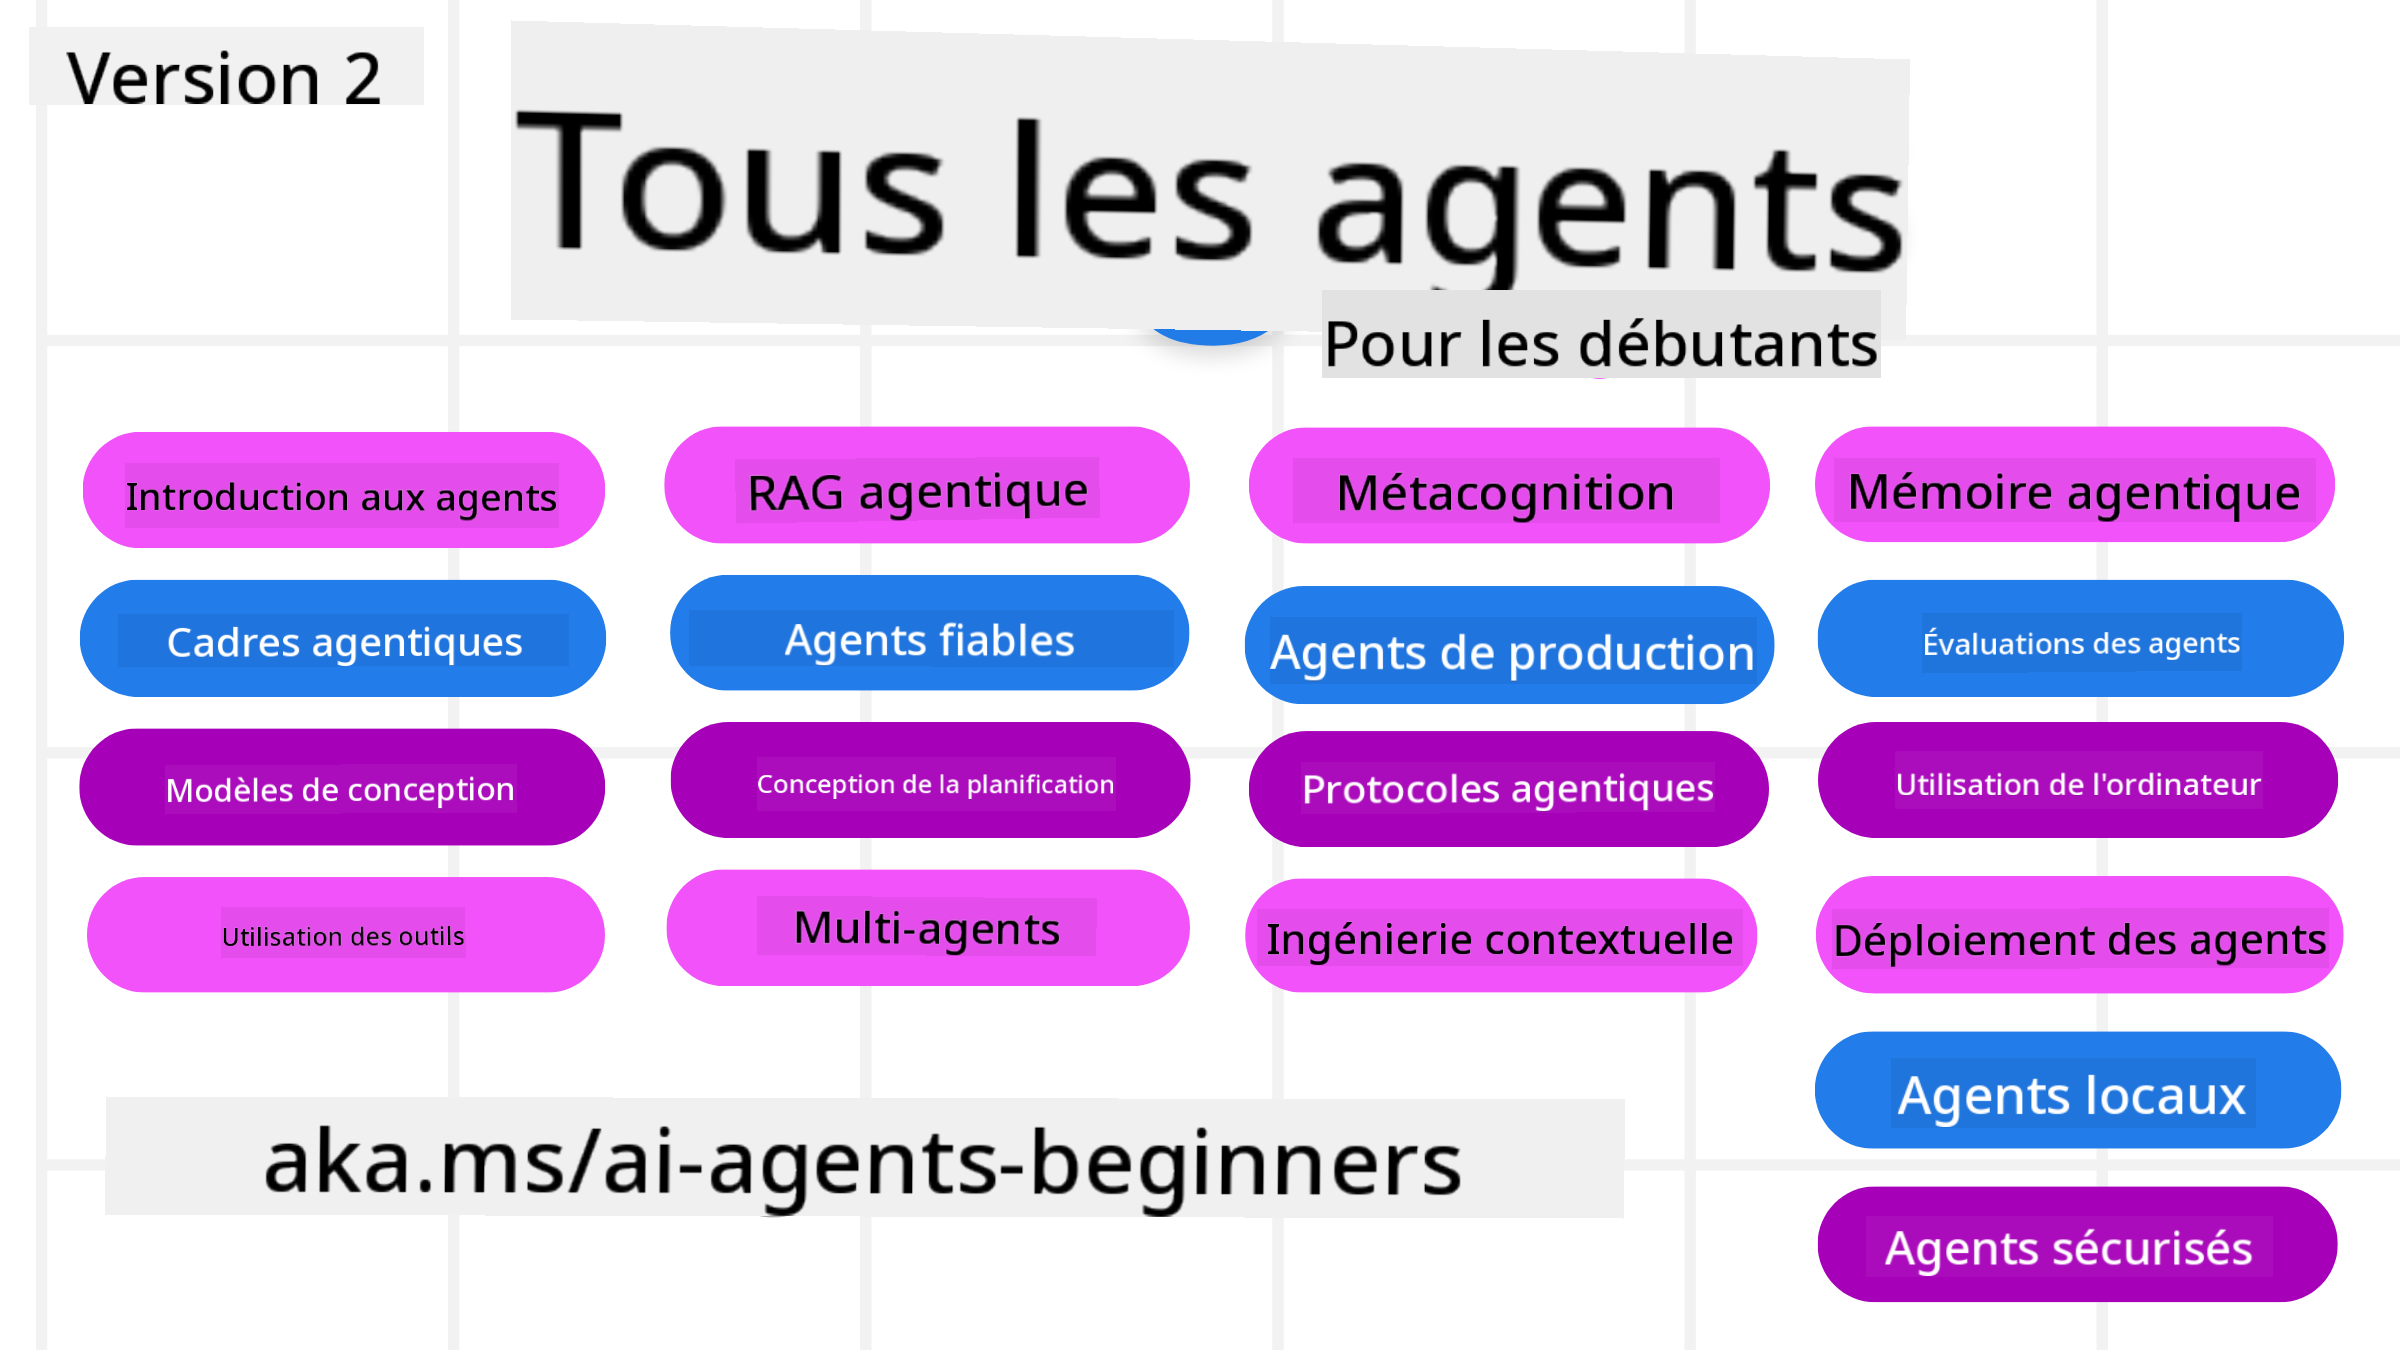 Version 2
Tous les agents
Pour les débutants
Introduction aux agents
Cadres agentiques
Modèles de conception
Utilisation des outils
RAG agentique
Agents fiables
Conception de la planification
Multi-agents
Métacognition
Agents de production
Protocoles agentiques
Ingénierie contextuelle
Mémoire agentique
Évaluations des agents
Utilisation de l'ordinateur
Déploiement des agents
Agents locaux
Agents sécurisés
aka.ms/ai-agents-beginners